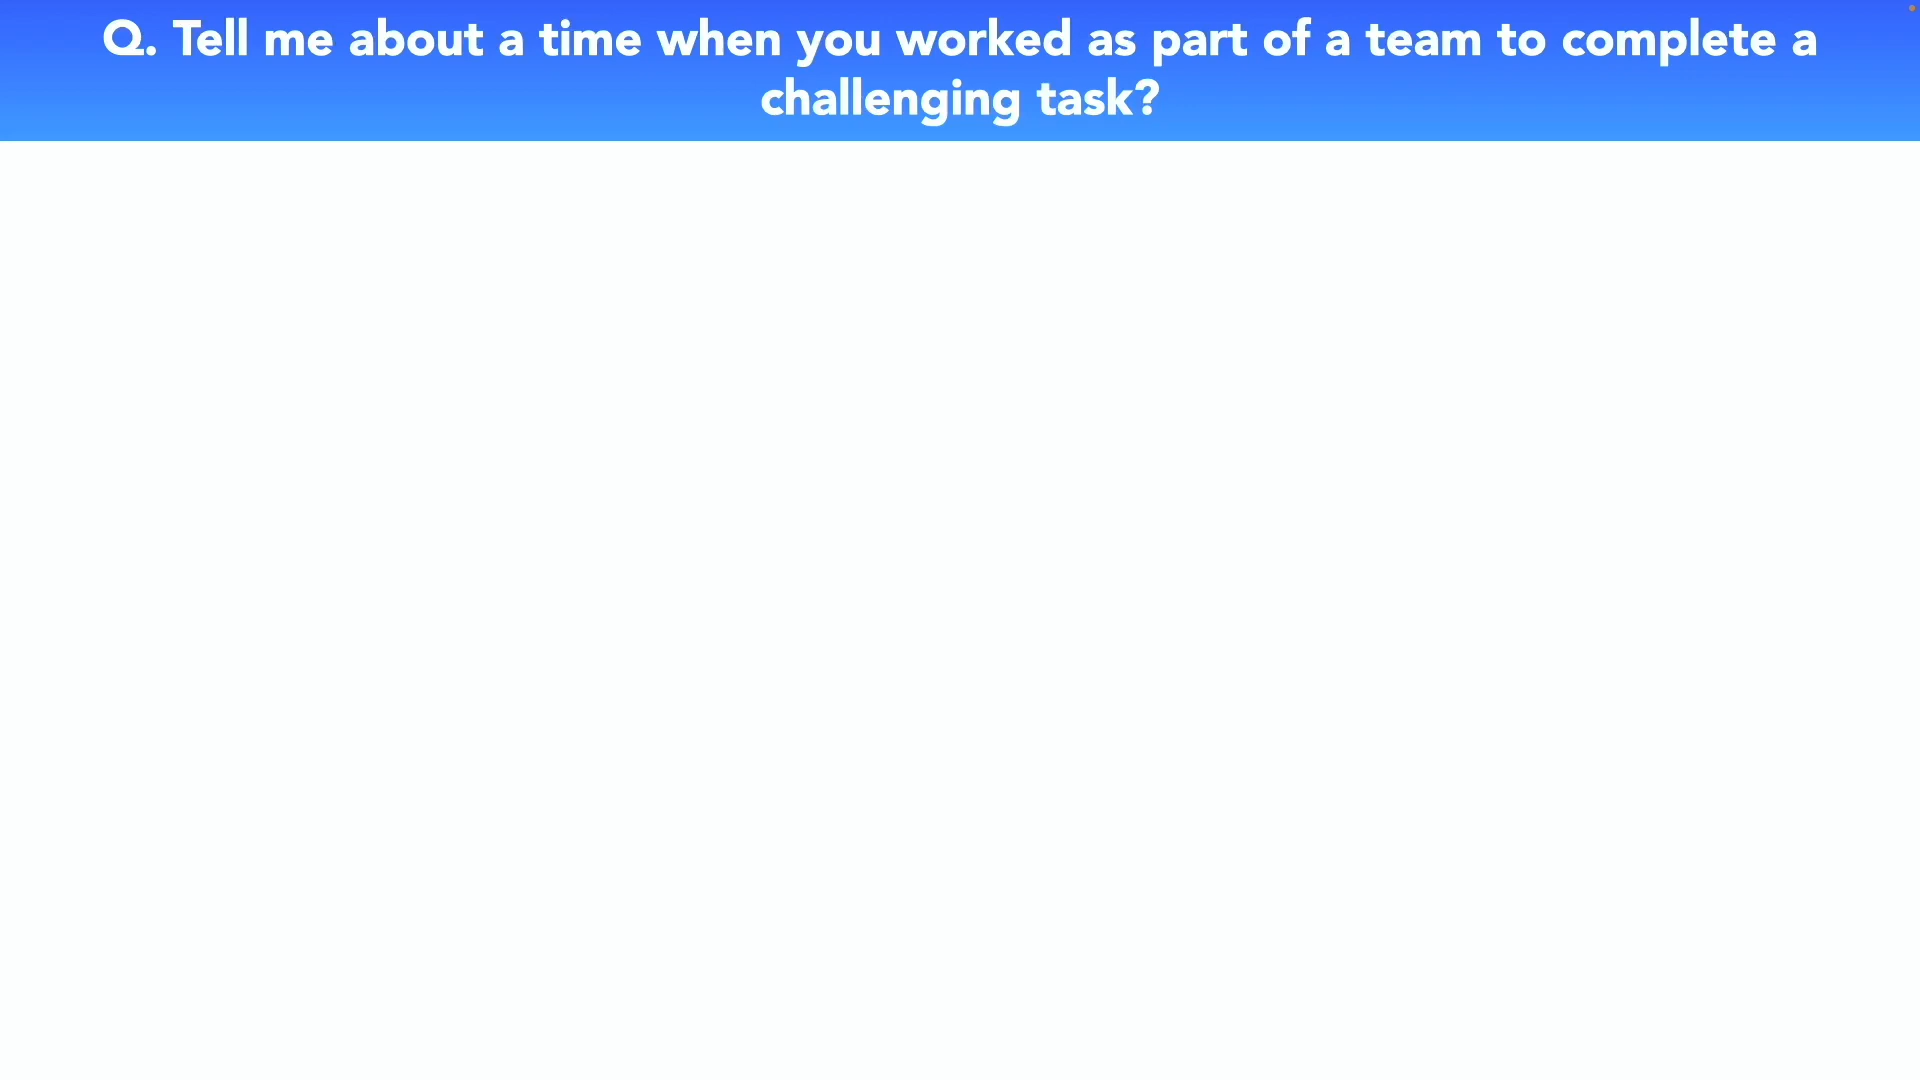 Q. Tell me about a time when you worked as part of a team to complete a
challenging task?